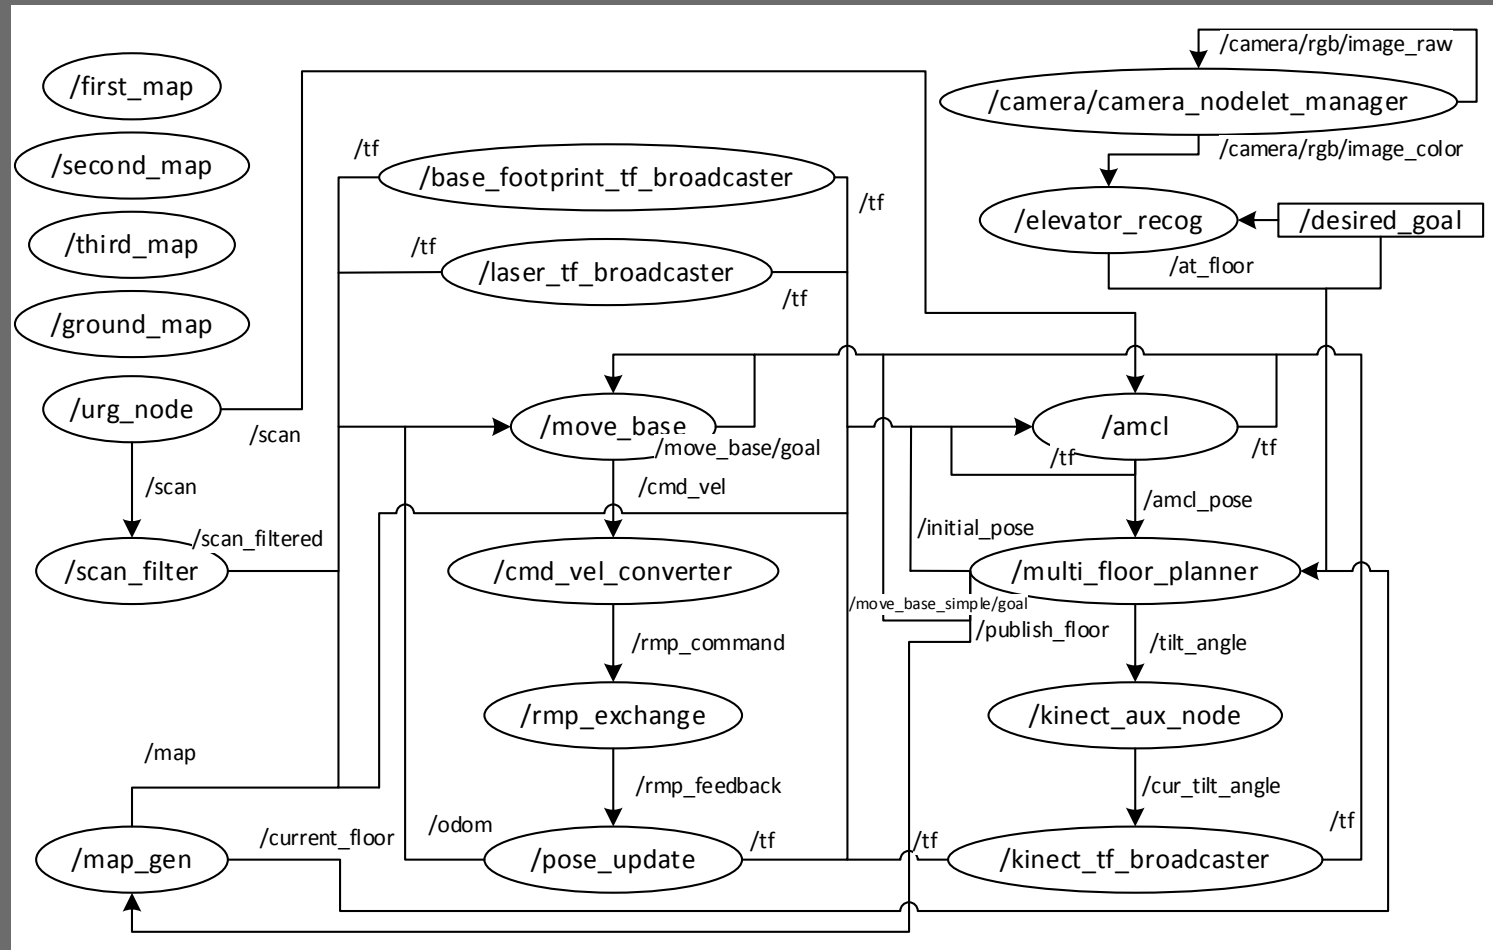 /camera/rgb/image_raw
/first_map
/camera/camera_nodelet_manager
/tf
/camera/rgb/image_color
/second_map
/base_footprint_tf_broadcaster
/tf
/elevator_recog
/desired_goal
/third_map
/tf
/at_floor
/laser_tf_broadcaster
/tf
/ground_map
/urg_node
/scan
/move_base
/amcl
/move_base/goal
/tf
/tf
/scan
/cmd_vel
/amcl_pose
/scan_filtered
/initial_pose
/scan_filter
/cmd_vel_converter
/multi_floor_planner
/move_base_simple/goal
/publish_floor
/rmp_command
/tilt_angle
/rmp_exchange
/kinect_aux_node
/map
/rmp_feedback
/cur_tilt_angle
/current_floor
/odom
/tf
/tf
/tf
/map_gen
/pose_update
/kinect_tf_broadcaster